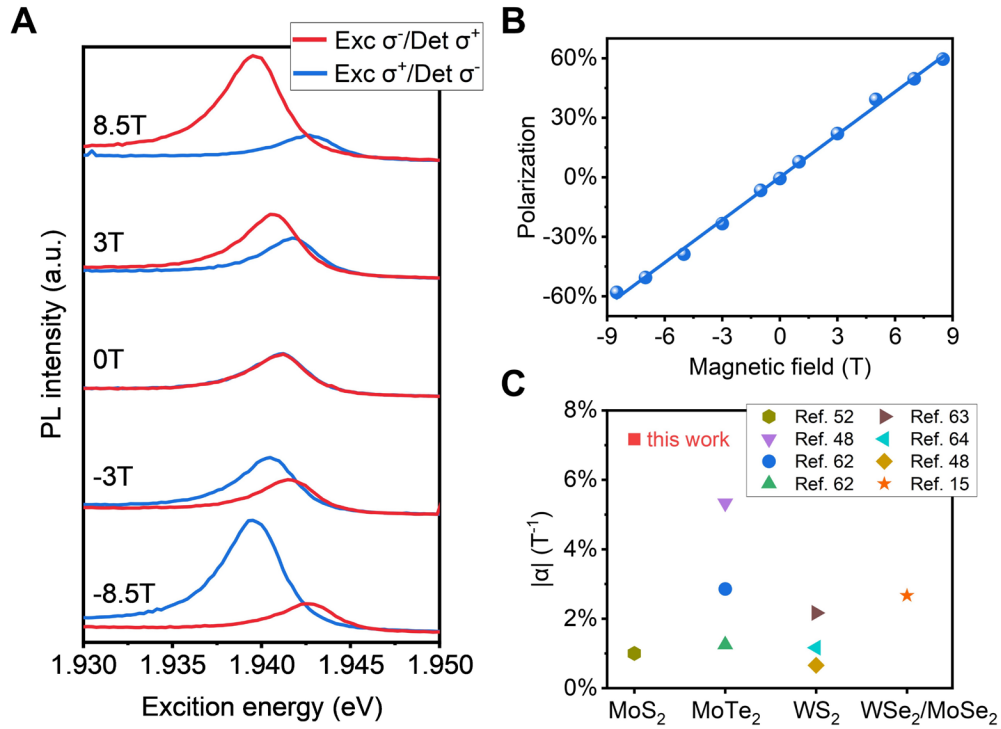 A
Exc σ⁻/Det σ⁺
Exc σ⁺/Det σ⁻
8.5T
3T
0T
-3T
-8.5T
PL intensity (a.u.)
1.930 1.935 1.940 1.945 1.950
Excition energy (eV)
B
60%
30%
0%
-30%
-60%
Polarization
-9 -6 -3 0 3 6 9
Magnetic field (T)
C
8%
6%
4%
2%
0%
|α| (T⁻¹)
this work
Ref. 52
Ref. 48
Ref. 62
Ref. 62
Ref. 63
Ref. 64
Ref. 48
Ref. 15
MoS₂ MoTe₂ WS₂ WSe₂/MoSe₂